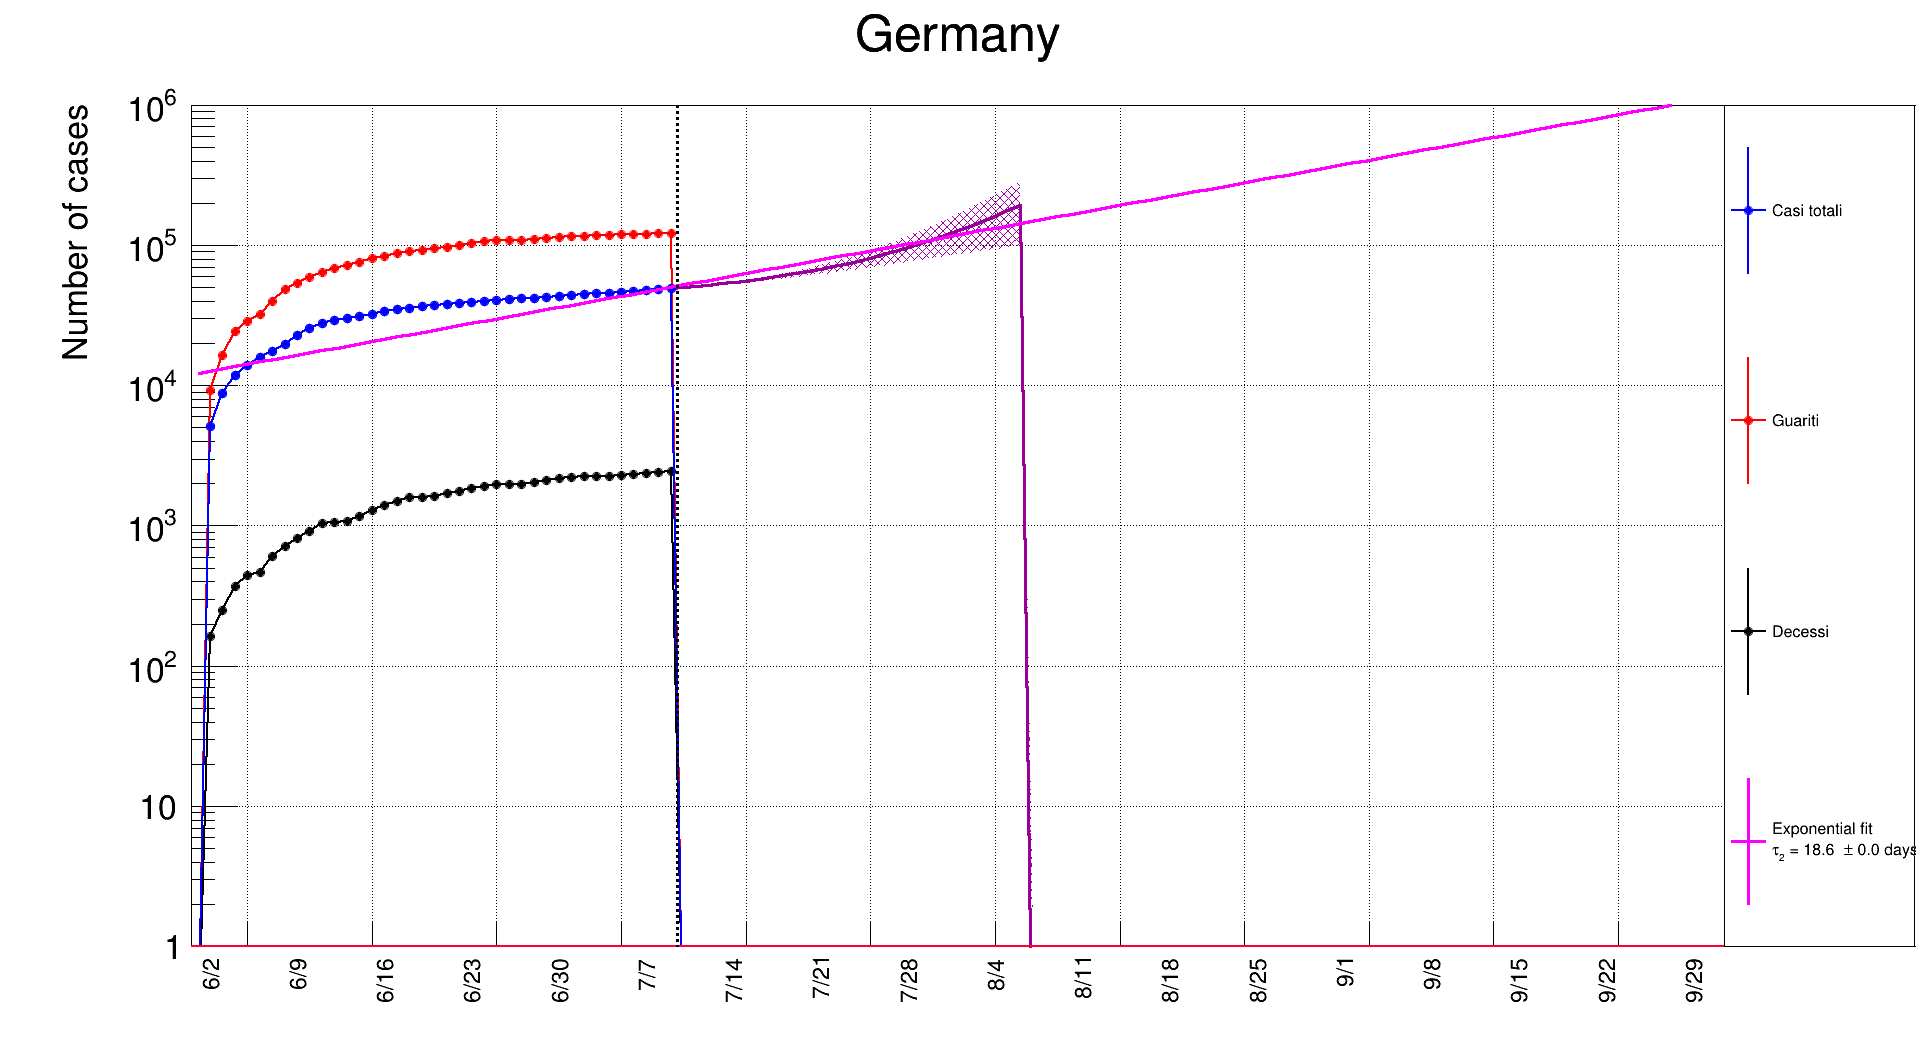 Germany
Number of cases
10^6
10^5
10^4
10^3
10^2
10
1
6/2 6/9 6/16 6/23 6/30 7/7 7/14 7/21 7/28 8/4 8/11 8/18 8/25 9/1 9/8 9/15 9/22 9/29
Casi totali
Guariti
Decessi
Exponential fit
τ_2 = 18.6 ± 0.0 days